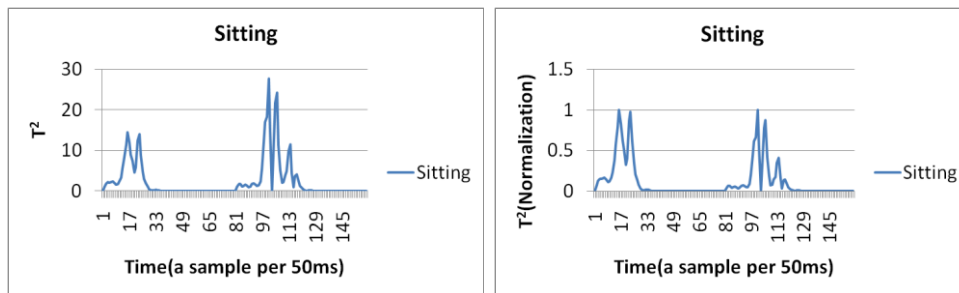 Sitting
30
20
10
0
T²
1 17 33 49 65 81 97 113 129 145
Time(a sample per 50ms)
Sitting
Sitting
1.5
1
0.5
0
T²(Normalization)
1 17 33 49 65 81 97 113 129 145
Time(a sample per 50ms)
Sitting